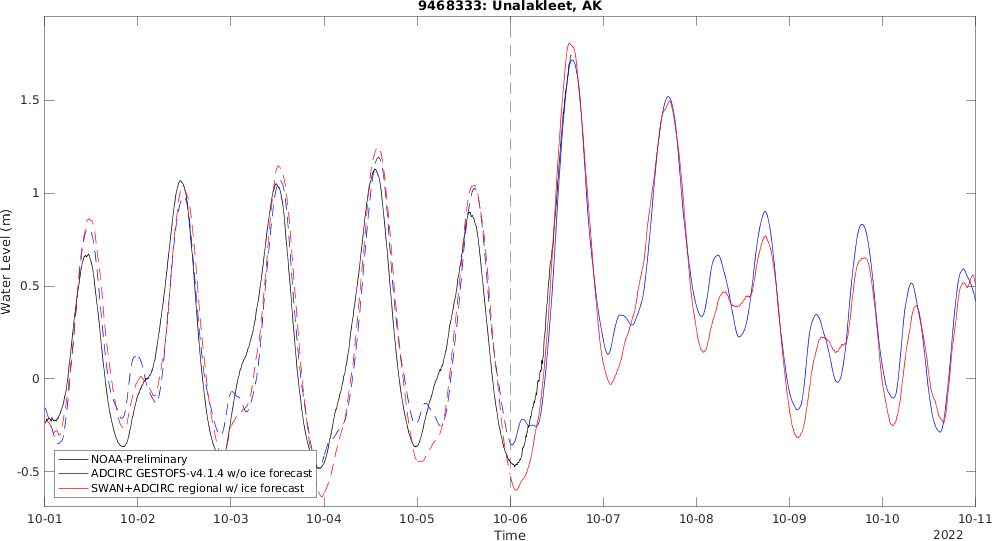 9468333: Unalakleet, AK
Water Level (m)
1.5
1
0.5
0
-0.5
NOAA-Preliminary
ADCIRC GESTOFS-v4.1.4 w/o ice forecast
SWAN+ADCIRC regional w/ ice forecast
10-01 10-02 10-03 10-04 10-05 10-06 10-07 10-08 10-09 10-10 10-11
Time
2022